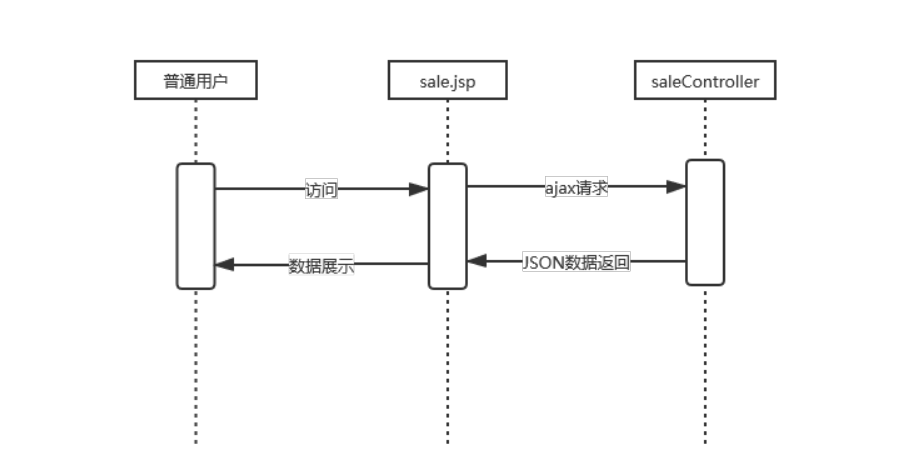 普通用户
sale.jsp
saleController
访问
ajax请求
数据展示
JSON数据返回